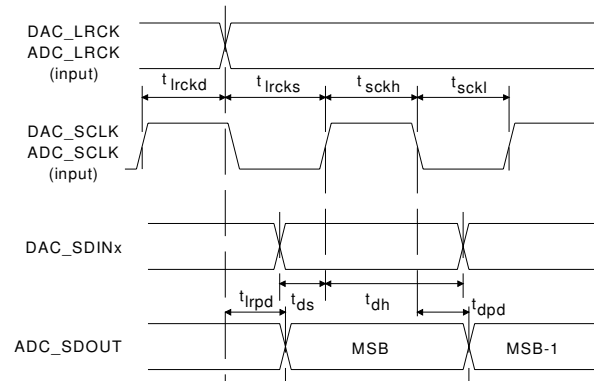 DAC_LRCK
ADC_LRCK
(input)
tlrckd
tlrcks
tsckh
tsckl
DAC_SCLK
ADC_SCLK
(input)
DAC_SDINx
tlrpd
tds
tdh
tdpd
ADC_SDOUT
MSB
MSB-1